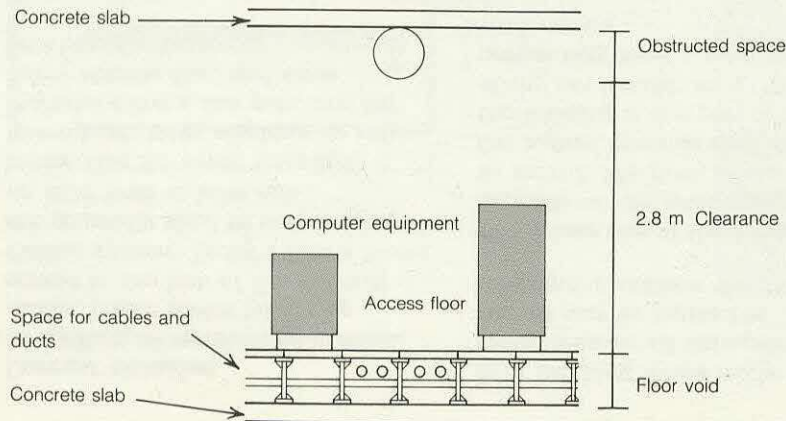 Concrete slab
Obstructed space
Computer equipment
2.8 m Clearance
Access floor
Space for cables and
ducts
Floor void
Concrete slab